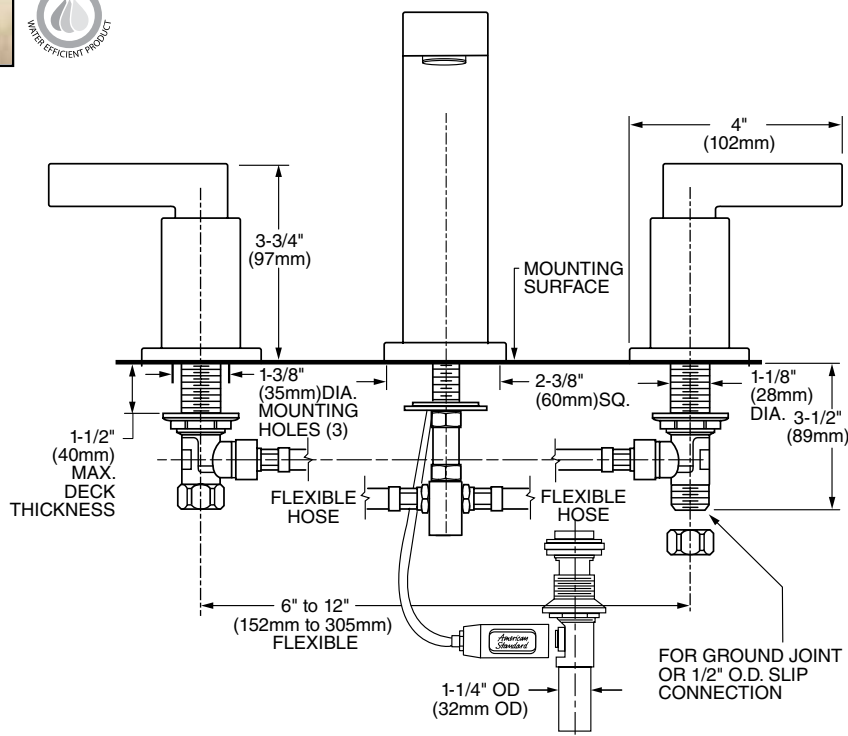 WATER EFFICIENT PRODUCT
4"
(102mm)
3-3/4"
(97mm)
MOUNTING
SURFACE
1-3/8"
(35mm)DIA.
MOUNTING
HOLES (3)
2-3/8"
(60mm)SQ.
1-1/8"
(28mm)
DIA.
3-1/2"
(89mm)
1-1/2"
(40mm)
MAX.
DECK
THICKNESS
FLEXIBLE
HOSE
FLEXIBLE
HOSE
6" to 12"
(152mm to 305mm)
FLEXIBLE
American
Standard
1-1/4" OD
(32mm OD)
FOR GROUND JOINT
OR 1/2" O.D. SLIP
CONNECTION